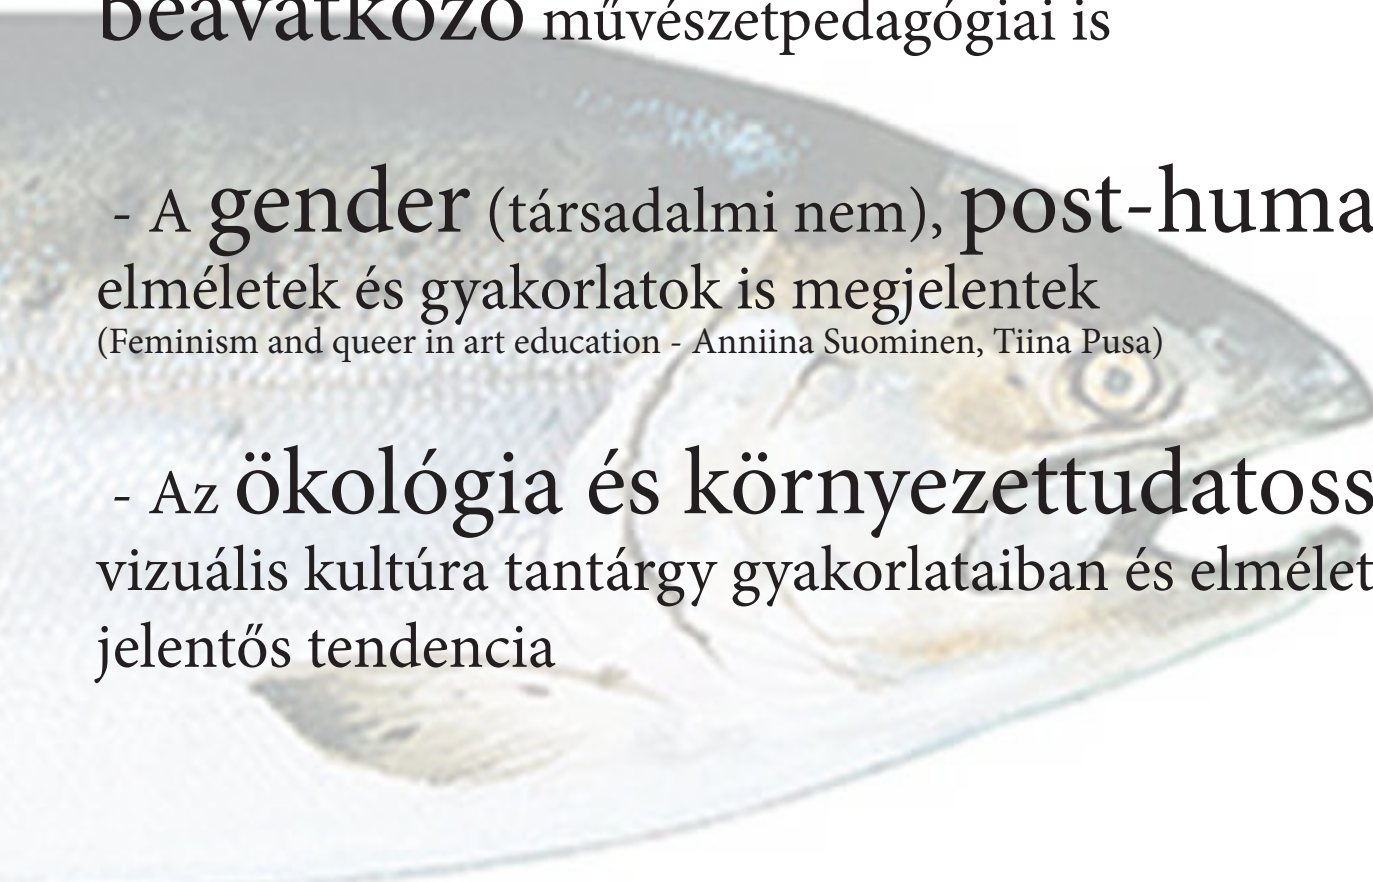 beavatkozó művészetpedagógiai is
- A gender (társadalmi nem), post-huma
elméletek és gyakorlatok is megjelentek
(Feminism and queer in art education - Anniina Suominen, Tiina Pusa)
- Az ökológia és környezettudatoss
vizuális kultúra tantárgy gyakorlataiban és elmélet
jelentős tendencia